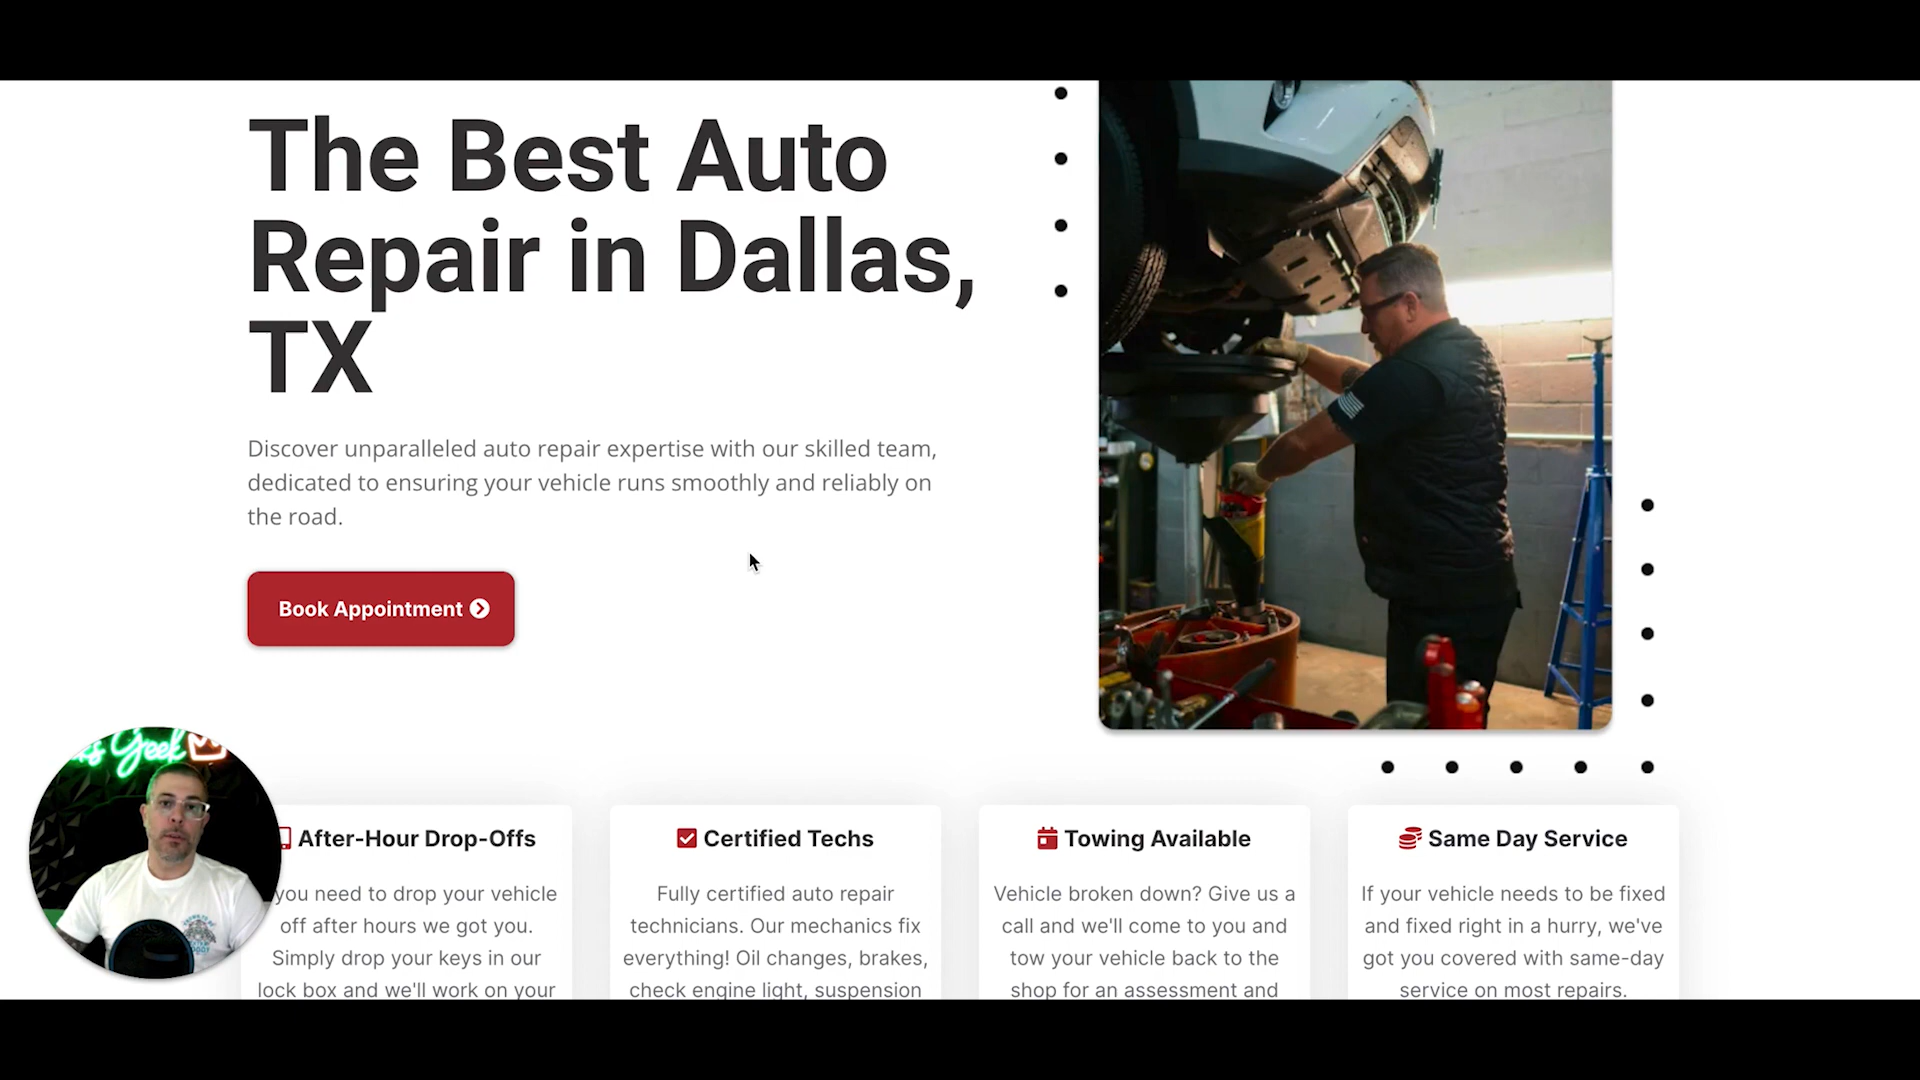 The Best Auto
Repair in Dallas,
TX
Discover unparalleled auto repair expertise with our skilled team,
dedicated to ensuring your vehicle runs smoothly and reliably on
the road.
Book Appointment
Geek
After-Hour Drop-Offs
you need to drop your vehicle
off after hours we got you.
Simply drop your keys in our
lock box and we'll work on your
Certified Techs
Fully certified auto repair
technicians. Our mechanics fix
everything! Oil changes, brakes,
check engine light, suspension
Towing Available
Vehicle broken down? Give us a
call and we'll come to you and
tow your vehicle back to the
shop for an assessment and
Same Day Service
If your vehicle needs to be fixed
and fixed right in a hurry, we've
got you covered with same-day
service on most repairs.